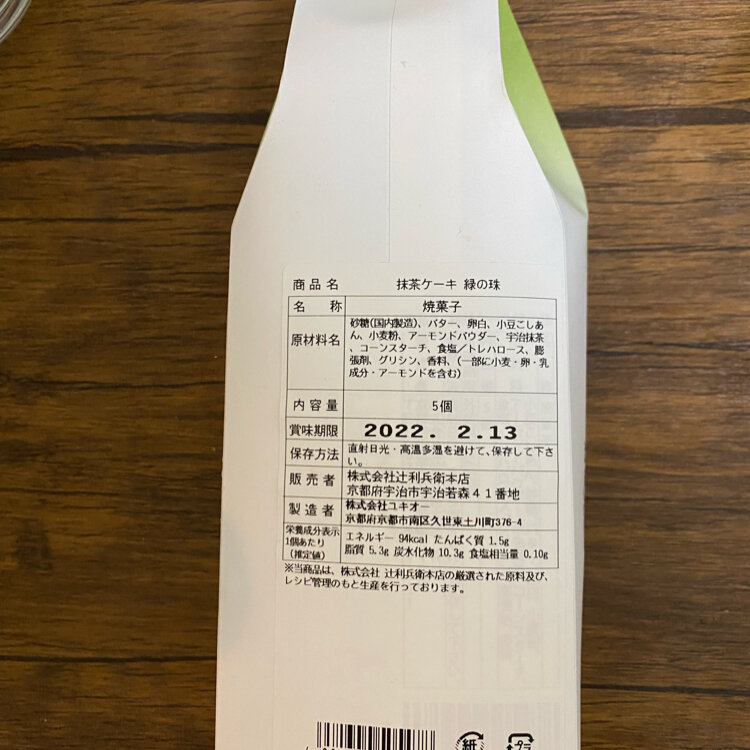 商品名 抹茶ケーキ 緑の珠
名称 焼菓子
原材料名 砂糖(国内製造)、バター、卵白、小豆こしあ
ん、小麦粉、アーモンドパウダー、宇治抹茶
、コーンスターチ、食塩／トレハロース、膨
張剤、グリシン、香料、(一部に小麦・卵・乳
成分・アーモンドを含む)
内容量 5個
賞味期限 2022. 2.13
保存方法 直射日光・高温多湿を避けて、保存して下さ
い。
販売者 株式会社辻利兵衛本店
京都府宇治市宇治若森４１番地
製造者 株式会社ユキオー
京都府京都市南区久世東土川町376-4
栄養成分表示
1個あたり
(推定値)
エネルギー 94kcal たんぱく質 1.5g
脂質 5.3g 炭水化物 10.3g 食塩相当量 0.10g
※当商品は、株式会社 辻利兵衛本店の厳選された原料及び、
レシピ管理のもと生産を行っております。
紙 プラ